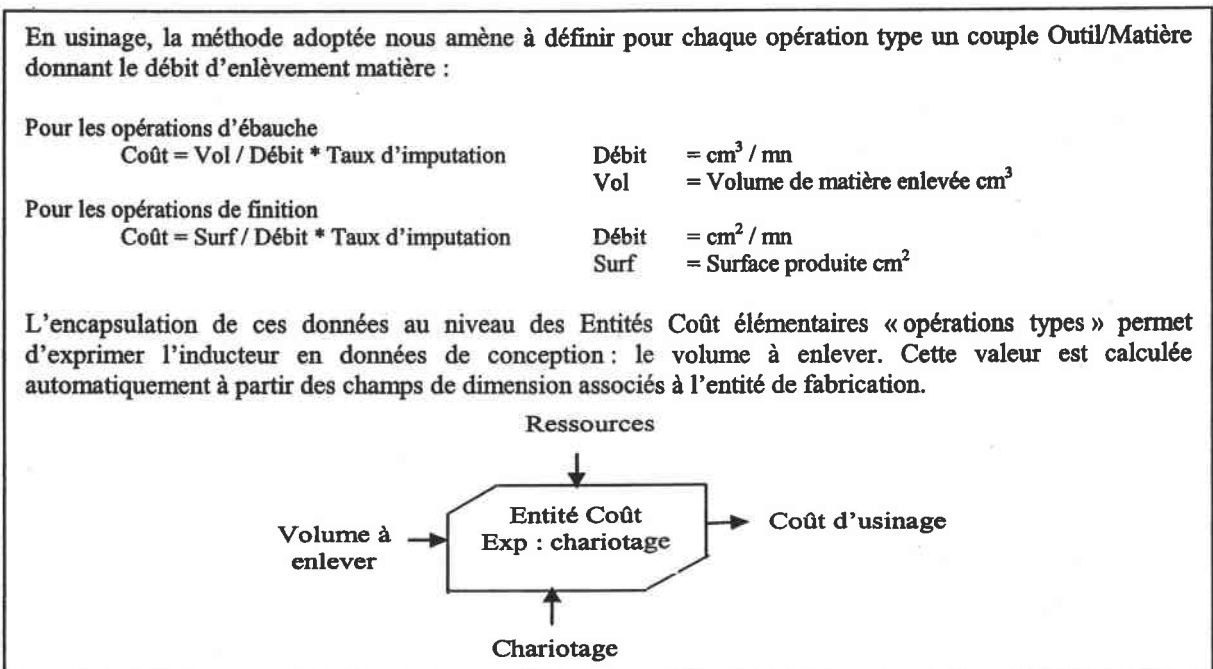 En usinage, la méthode adoptée nous amène à définir pour chaque opération type un couple Outil/Matière
donnant le débit d'enlèvement matière :
Pour les opérations d'ébauche
Coût = Vol / Débit * Taux d'imputation Débit = cm³ / mn
Vol = Volume de matière enlevée cm³
Pour les opérations de finition
Coût = Surf / Débit * Taux d'imputation Débit = cm² / mn
Surf = Surface produite cm²
L'encapsulation de ces données au niveau des Entités Coût élémentaires « opérations types » permet
d'exprimer l'inducteur en données de conception : le volume à enlever. Cette valeur est calculée
automatiquement à partir des champs de dimension associés à l'entité de fabrication.
Ressources
Volume à
enlever
Entité Coût
Exp : chariotage
Coût d'usinage
Chariotage